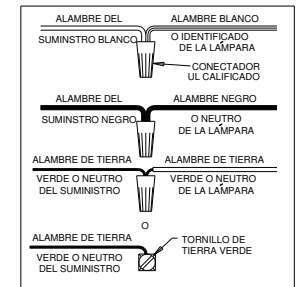 ALAMBRE DEL ALAMBRE BLANCO
SUMINSTRO BLANCO O IDENTIFICADO
DE LA LÁMPARA
CONECTADOR
UL CALIFICADO
ALAMBRE DEL ALAMBRE NEGRO
SUMINSTRO NEGRO O NEUTRO
DE LA LÁMPARA
ALAMBRE DE TIERRA ALAMBRE DE TIERRA
VERDE O NEUTRO VERDE O NEUTRO
DEL SUMINISTRO DE LA LÁMPARA
O
ALAMBRE DE TIERRA TORNILLO DE
TIERRA VERDE
VERDE O NEUTRO
DEL SUMINISTRO